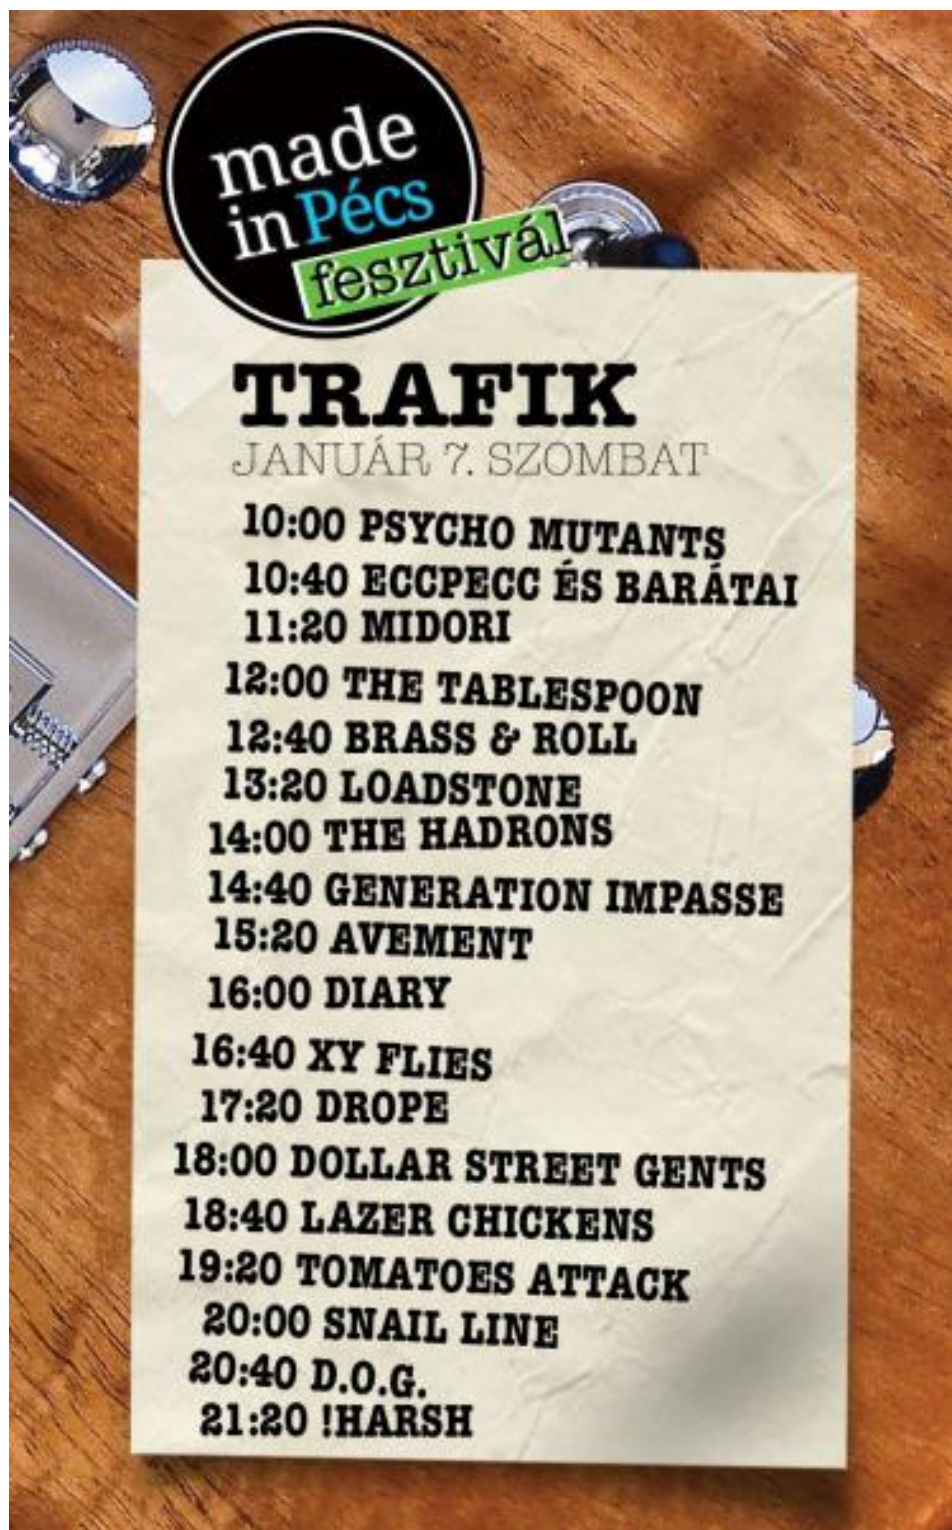 made
in Pécs
fesztivál
TRAFIK
JANUÁR 7. SZOMBAT
10:00 PSYCHO MUTANTS
10:40 ECCPECC ÉS BARÁTAI
11:20 MIDORI
12:00 THE TABLESPOON
12:40 BRASS & ROLL
13:20 LOADSTONE
14:00 THE HADRONS
14:40 GENERATION IMPASSE
15:20 AVEMENT
16:00 DIARY
16:40 XY FLIES
17:20 DROPE
18:00 DOLLAR STREET GENTS
18:40 LAZER CHICKENS
19:20 TOMATOES ATTACK
20:00 SNAIL LINE
20:40 D.O.G.
21:20 !HARSH